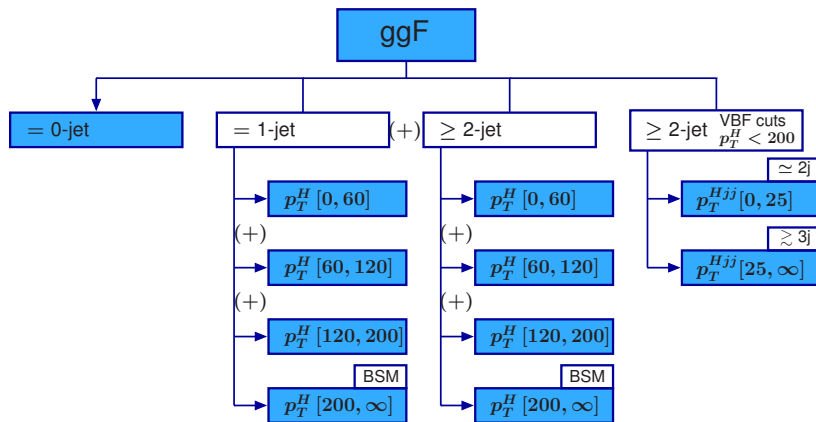 ggF
= 0-jet
= 1-jet
(+)
≥ 2-jet
≥ 2-jet VBF cuts
p_T^H < 200
p_T^H [0, 60]
(+)
p_T^H [60, 120]
(+)
p_T^H [120, 200]
BSM
p_T^H [200, ∞]
p_T^H [0, 60]
(+)
p_T^H [60, 120]
(+)
p_T^H [120, 200]
BSM
p_T^H [200, ∞]
≃ 2j
p_T^{Hjj} [0, 25]
≳ 3j
p_T^{Hjj} [25, ∞]